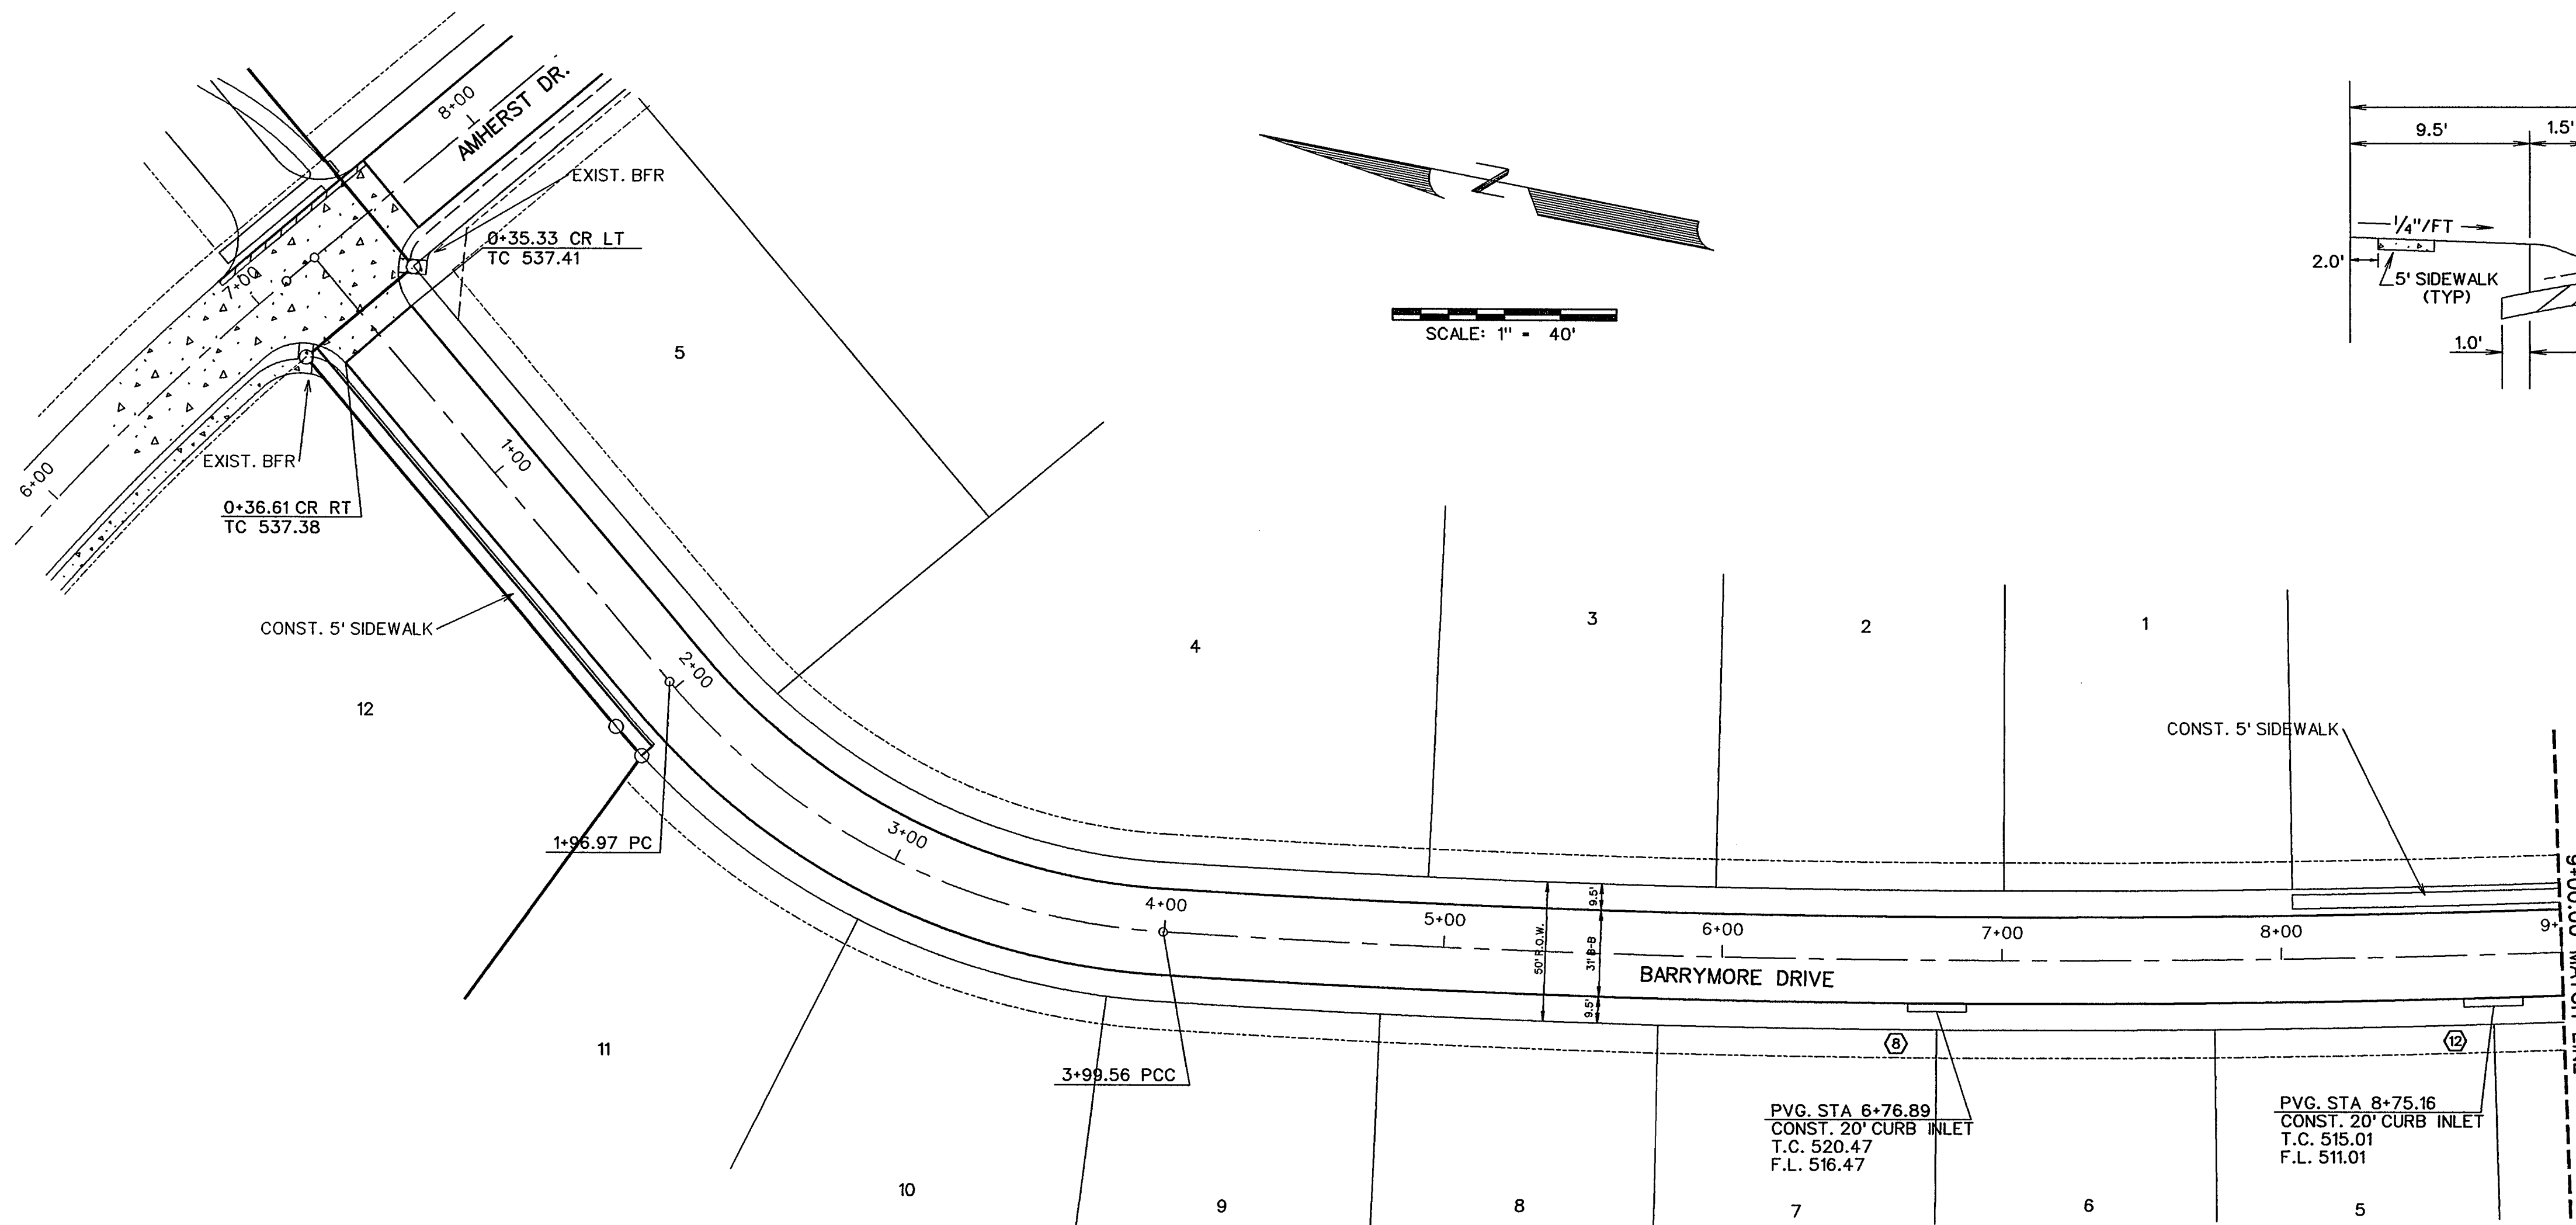 8+00
AMHERST DR.
EXIST. BFR
0+35.33 CR LT
TC 537.41
7+00
6+00
EXIST. BFR
0+36.61 CR RT
TC 537.38
1+00
5
SCALE: 1" = 40'
9.5'
1.5'
1/4"/FT
2.0'
5' SIDEWALK
(TYP)
1.0'
CONST. 5' SIDEWALK
12
2+00
1+96.97 PC
3+00
4
3
2
1
CONST. 5' SIDEWALK
4+00
5+00
6+00
7+00
8+00
9+
50' R.O.W.
9.5'
31' B-B
9.5'
BARRYMORE DRIVE
3+99.56 PCC
8
12
PVG. STA 6+76.89
CONST. 20' CURB INLET
T.C. 520.47
F.L. 516.47
PVG. STA 8+75.16
CONST. 20' CURB INLET
T.C. 515.01
F.L. 511.01
11
10
9
8
7
6
5
9+00.00 MATCH LINE